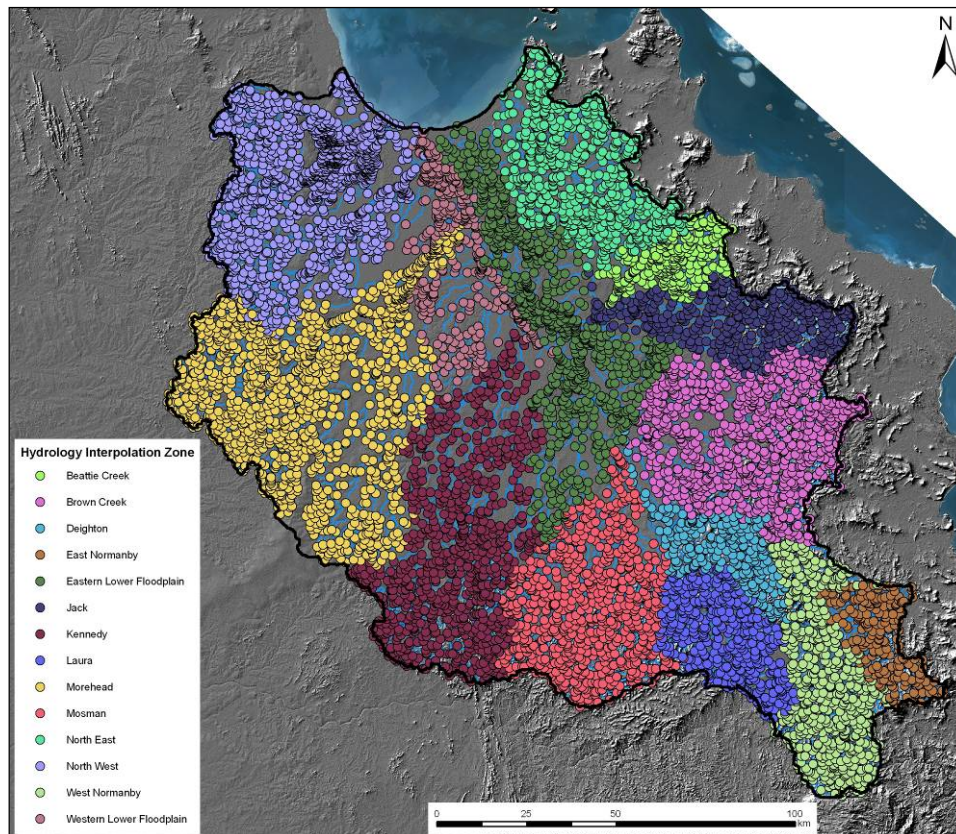 N
Hydrology Interpolation Zone
Beattie Creek
Brown Creek
Deighton
East Normanby
Eastern Lower Floodplain
Jack
Kennedy
Laura
Morehead
Mosman
North East
North West
West Normanby
Western Lower Floodplain
0 25 50 100
km